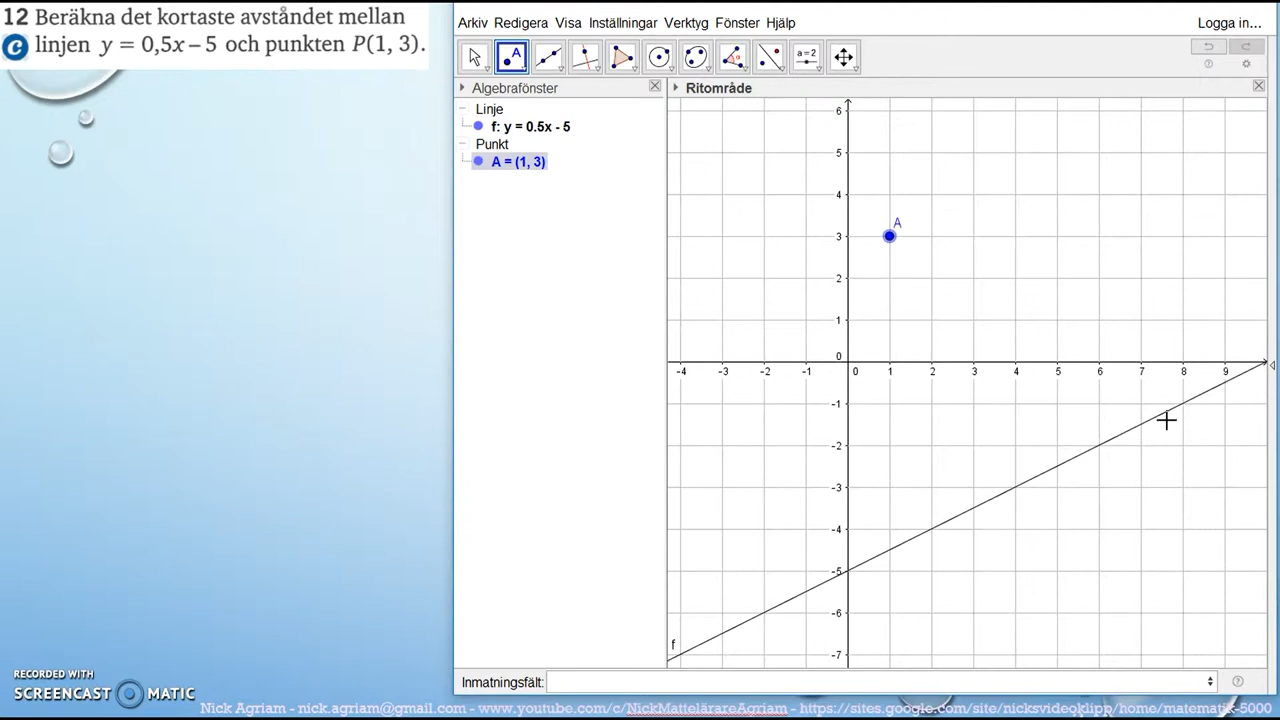 12 Beräkna det kortaste avståndet mellan
C linjen y = 0,5x – 5 och punkten P(1, 3).
Arkiv Redigera Visa Inställningar Verktyg Fönster Hjälp
Logga in...
A
a=2
Algebrafönster
Ritområde
Linje
f: y = 0.5x - 5
Punkt
A = (1, 3)
6
5
4
A
3
2
1
0
-4 -3 -2 -1 0 1 2 3 4 5 6 7 8 9
-1
-2
-3
-4
-5
-6
f
-7
Inmatningsfält:
RECORDED WITH
SCREENCAST MATIC
Nick Agriam - nick.agriam@gmail.com - www.youtube.com/c/NickMattelärareAgriam - https://sites.google.com/site/nicksvideoklipp/home/matematik-5000